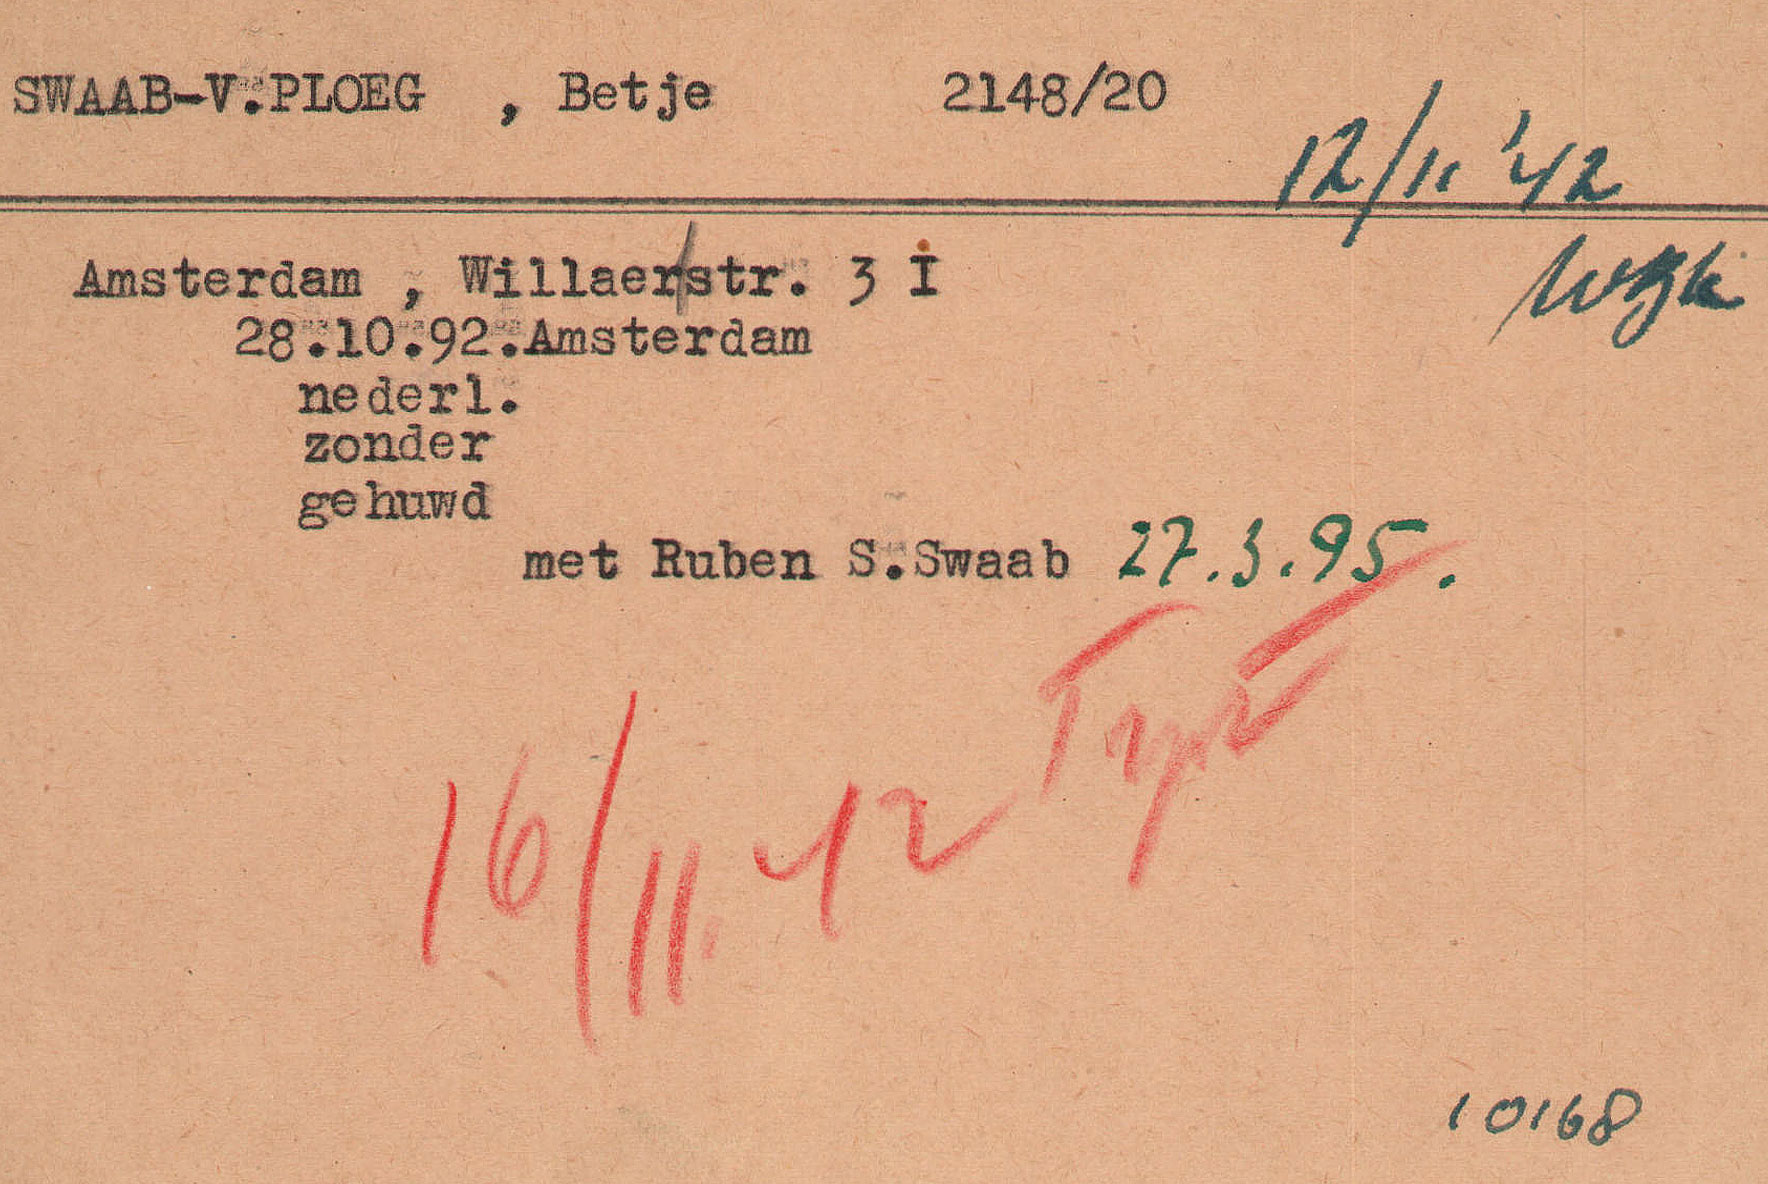 SWAAB-V.PLOEG , Betje 2148/20
12/11 '42
Amsterdam , Willaerstr. 3 I
28.10.92.Amsterdam
nederl.
zonder
gehuwd
met Ruben S.Swaab 27.3.95.
16/11.42
10168